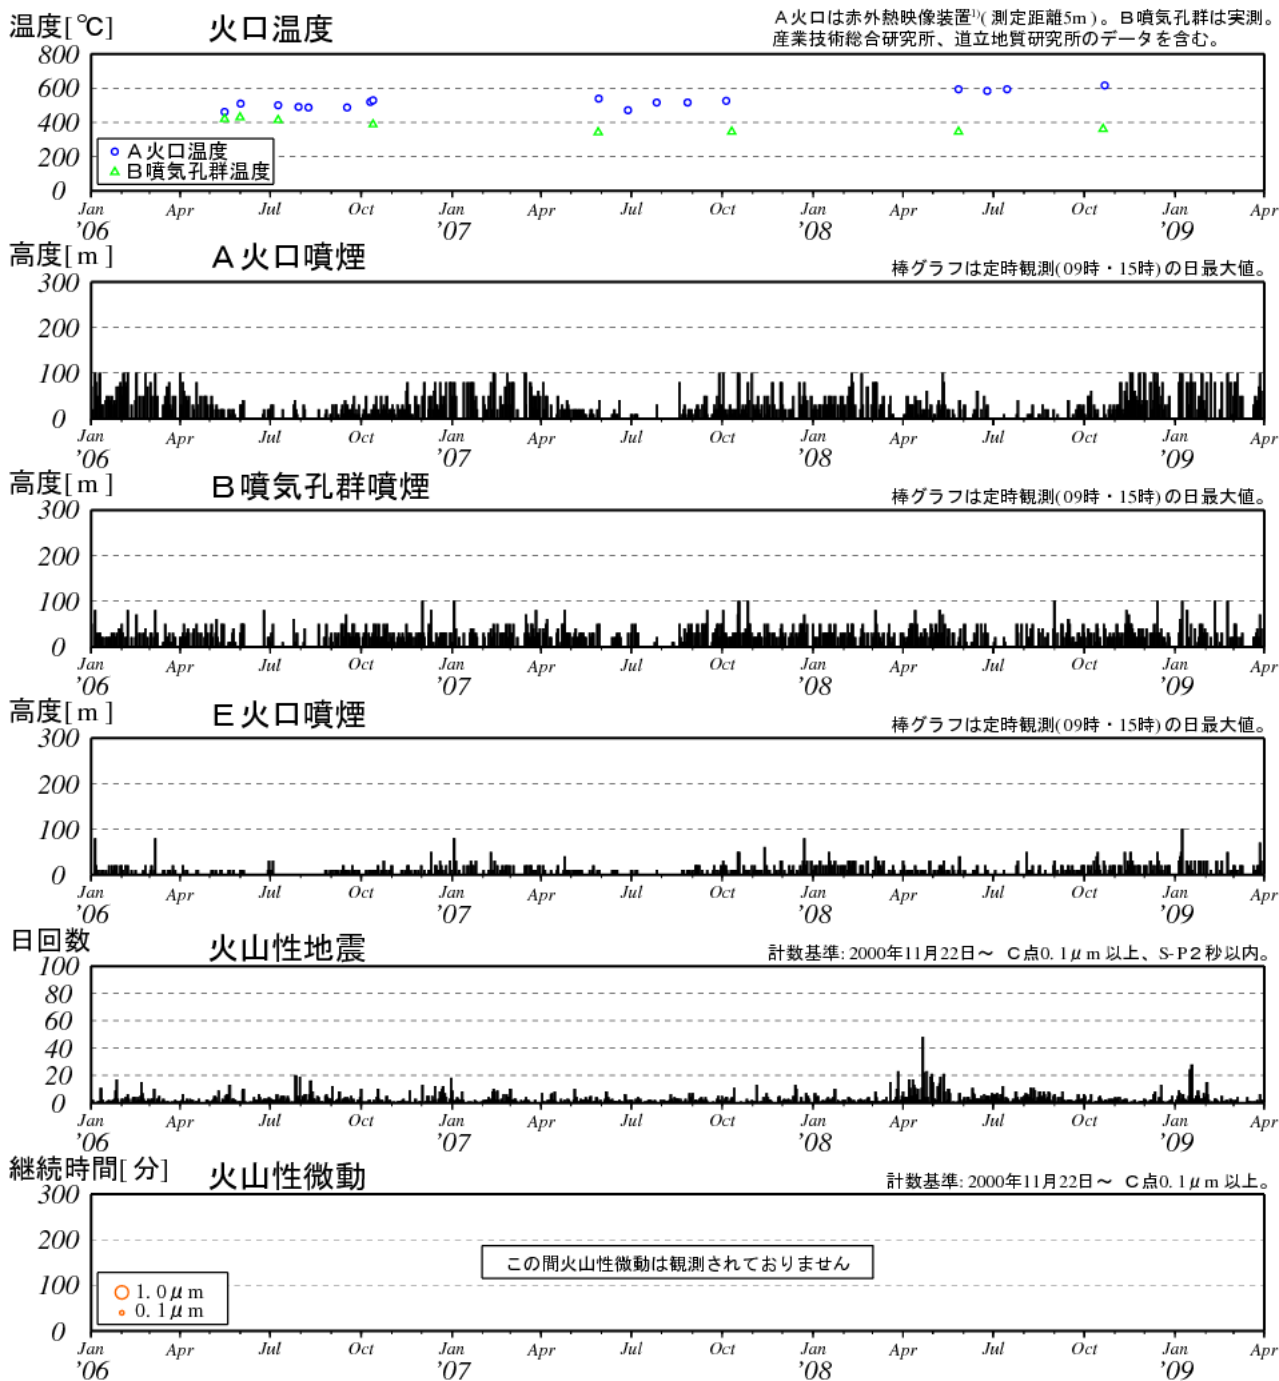 温度[℃] 火口温度
A火口は赤外熱映像装置¹⁾(測定距離5m)。B噴気孔群は実測。
産業技術総合研究所、道立地質研究所のデータを含む。
800
600
400
200
0
A火口温度
B噴気孔群温度
Jan Apr Jul Oct Jan Apr Jul Oct Jan Apr Jul Oct Jan Apr
'06 '07 '08 '09
高度[m] A火口噴煙
棒グラフは定時観測(09時・15時)の日最大値。
300
200
100
0
Jan Apr Jul Oct Jan Apr Jul Oct Jan Apr Jul Oct Jan Apr
'06 '07 '08 '09
高度[m] B噴気孔群噴煙
棒グラフは定時観測(09時・15時)の日最大値。
300
200
100
0
Jan Apr Jul Oct Jan Apr Jul Oct Jan Apr Jul Oct Jan Apr
'06 '07 '08 '09
高度[m] E火口噴煙
棒グラフは定時観測(09時・15時)の日最大値。
300
200
100
0
Jan Apr Jul Oct Jan Apr Jul Oct Jan Apr Jul Oct Jan Apr
'06 '07 '08 '09
日回数 火山性地震
計数基準: 2000年11月22日～ C点0.1μm以上、S-P2秒以内。
100
80
60
40
20
0
Jan Apr Jul Oct Jan Apr Jul Oct Jan Apr Jul Oct Jan Apr
'06 '07 '08 '09
継続時間[分] 火山性微動
計数基準: 2000年11月22日～ C点0.1μm以上。
300
200
100
0
この間火山性微動は観測されておりません
1.0μm
0.1μm
Jan Apr Jul Oct Jan Apr Jul Oct Jan Apr Jul Oct Jan Apr
'06 '07 '08 '09